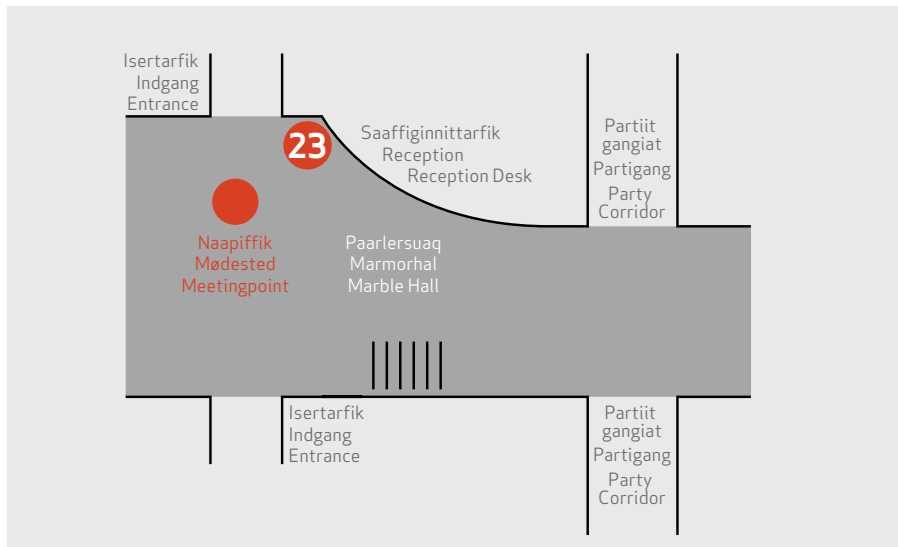 Isertarfik
Indgang
Entrance
23
Saaffiginnittarfik
Reception
Reception Desk
Partiit
gangiat
Partigang
Party
Corridor
Naapiffik
Mødested
Meetingpoint
Paarlersuaq
Marmorhal
Marble Hall
Isertarfik
Indgang
Entrance
Partiit
gangiat
Partigang
Party
Corridor